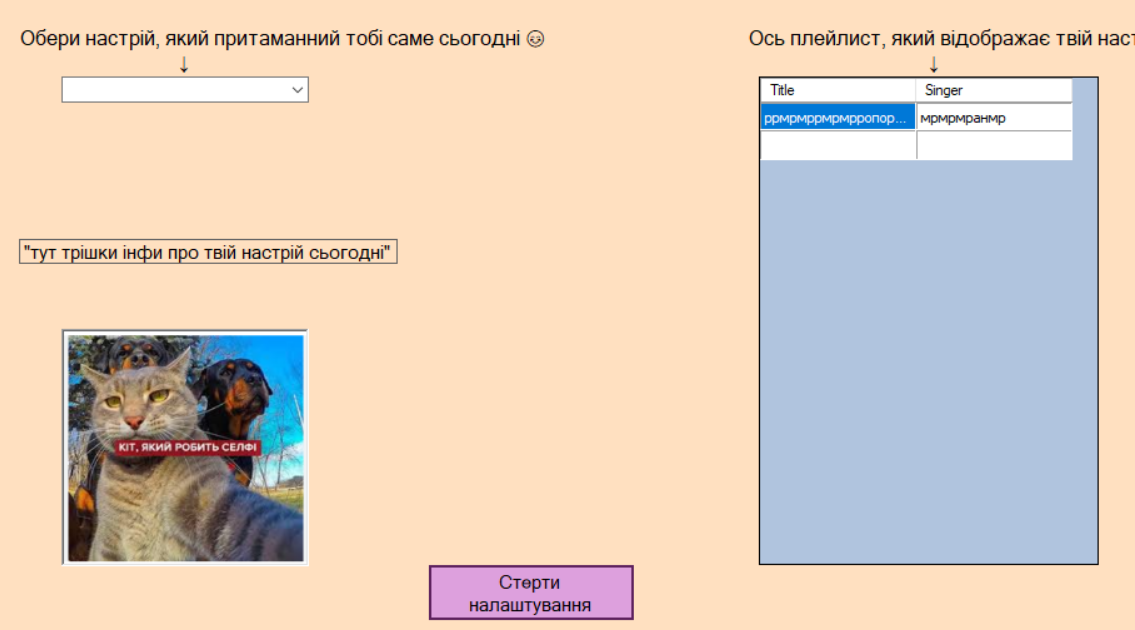 Обери настрій, який притаманний тобі саме сьогодні 😊
↓
Ось плейлист, який відображає твій наст
↓
Title Singer
ррмрмррмрмрропор... мрмрмранмр
"тут трішки інфи про твій настрій сьогодні"
КІТ, ЯКИЙ РОБИТЬ СЕЛФІ
Стерти
налаштування